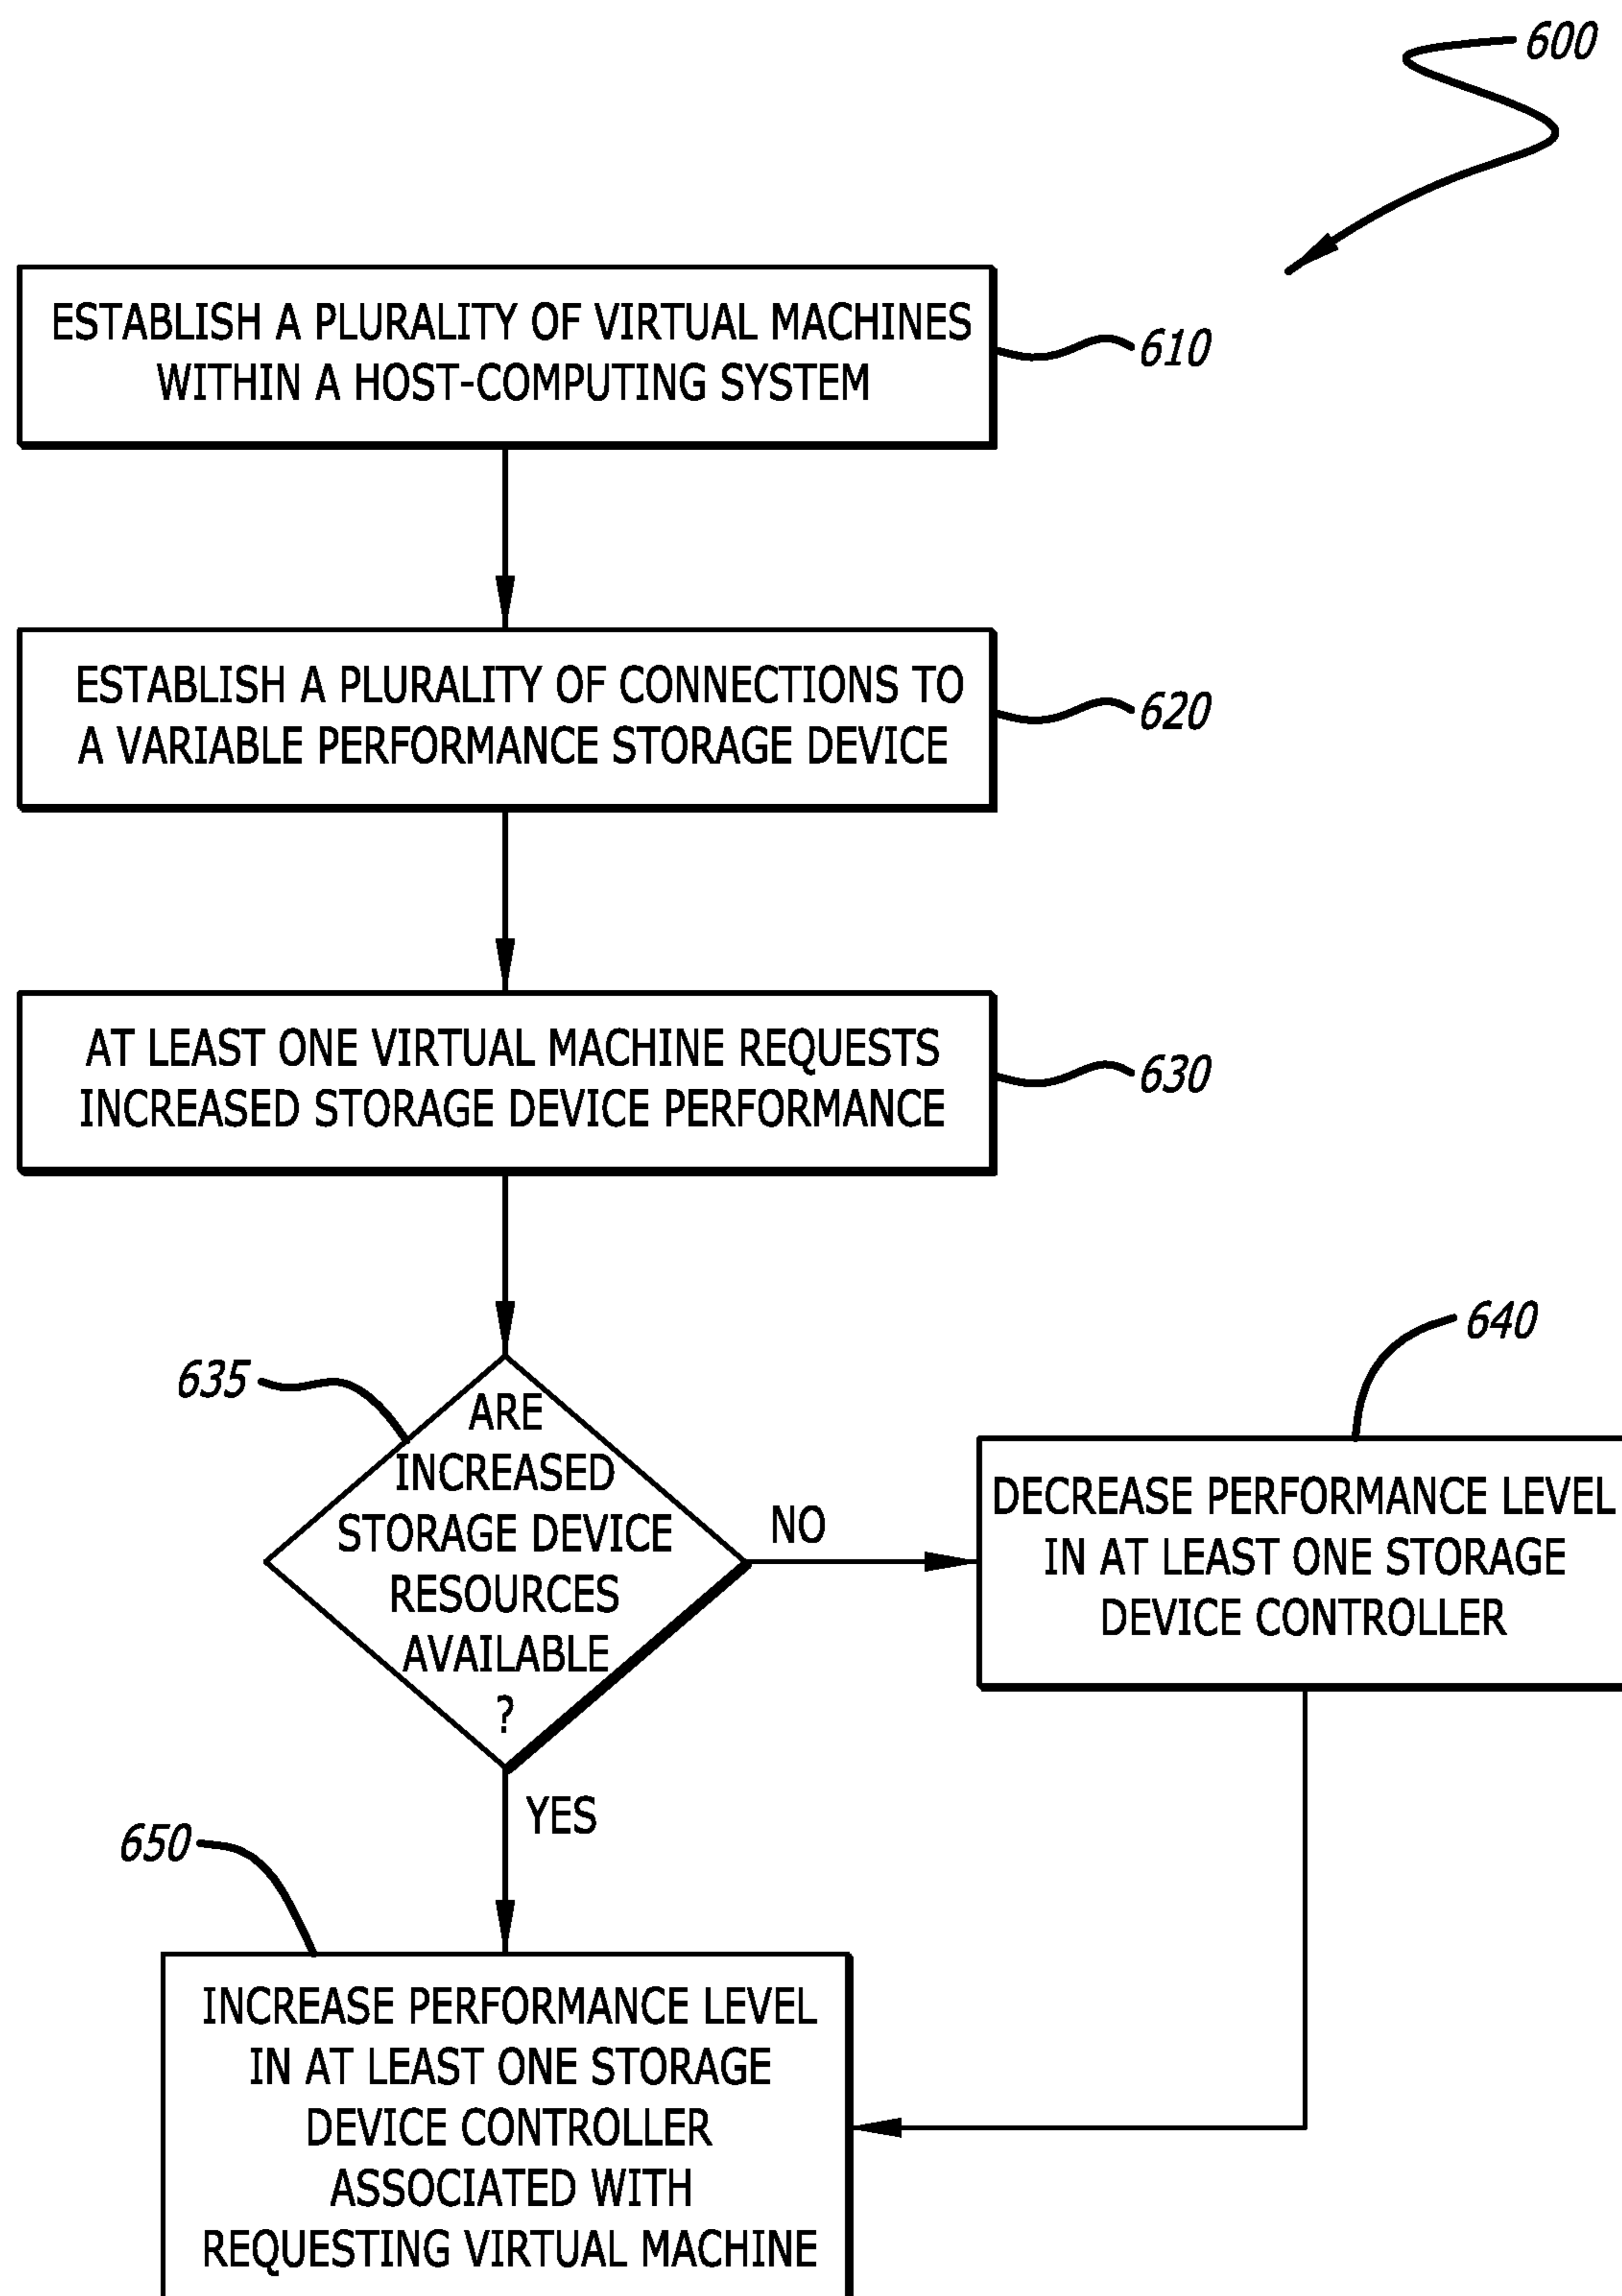 600
ESTABLISH A PLURALITY OF VIRTUAL MACHINES
WITHIN A HOST-COMPUTING SYSTEM
610
ESTABLISH A PLURALITY OF CONNECTIONS TO
A VARIABLE PERFORMANCE STORAGE DEVICE
620
AT LEAST ONE VIRTUAL MACHINE REQUESTS
INCREASED STORAGE DEVICE PERFORMANCE
630
635
ARE
INCREASED
STORAGE DEVICE
RESOURCES
AVAILABLE
?
NO
640
DECREASE PERFORMANCE LEVEL
IN AT LEAST ONE STORAGE
DEVICE CONTROLLER
YES
650
INCREASE PERFORMANCE LEVEL
IN AT LEAST ONE STORAGE
DEVICE CONTROLLER
ASSOCIATED WITH
REQUESTING VIRTUAL MACHINE